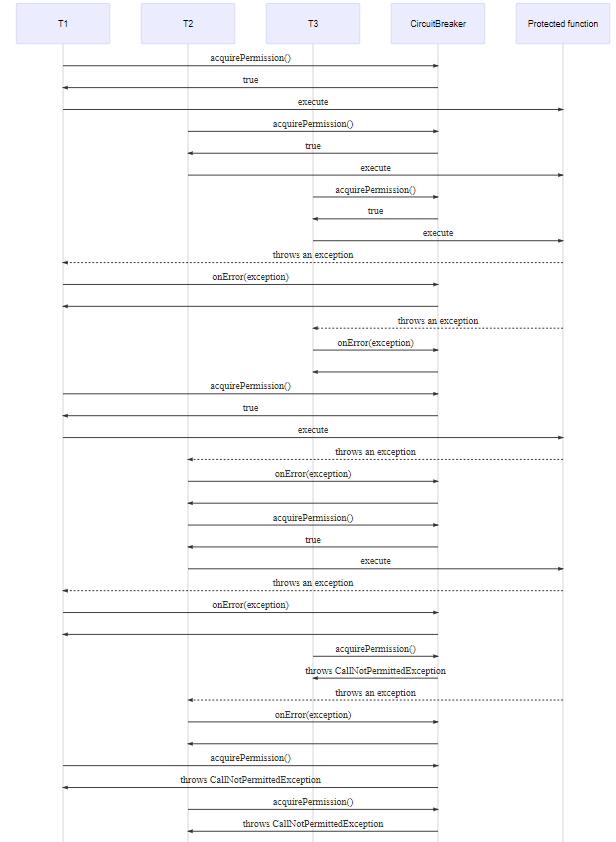 T1
T2
T3
CircuitBreaker
Protected function
acquirePermission()
true
execute
acquirePermission()
true
execute
acquirePermission()
true
execute
throws an exception
onError(exception)
throws an exception
onError(exception)
acquirePermission()
true
execute
throws an exception
onError(exception)
acquirePermission()
true
execute
throws an exception
onError(exception)
acquirePermission()
throws CallNotPermittedException
throws an exception
onError(exception)
acquirePermission()
throws CallNotPermittedException
acquirePermission()
throws CallNotPermittedException